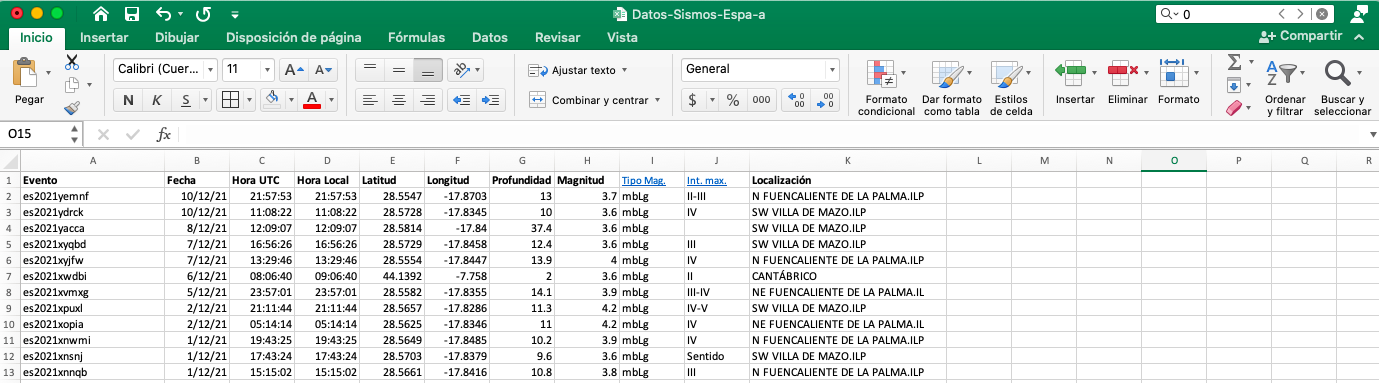 Datos-Sismos-Espa-a
0
Inicio Insertar Dibujar Disposición de página Fórmulas Datos Revisar Vista Compartir
Calibri (Cuer... 11 A A Ajustar texto General
Pegar N K S A Combinar y centrar $ % 000 Formato condicional Dar formato como tabla Estilos de celda Insertar Eliminar Formato Ordenar y filtrar Buscar y seleccionar
O15 fx
A B C D E F G H I J K L M N O P Q R
1 Evento Fecha Hora UTC Hora Local Latitud Longitud Profundidad Magnitud Tipo Mag. Int. max. Localización
2 es2021yemnf 10/12/21 21:57:53 21:57:53 28.5547 -17.8703 13 3.7 mbLg II-III N FUENCALIENTE DE LA PALMA.ILP
3 es2021ydrck 10/12/21 11:08:22 11:08:22 28.5728 -17.8345 10 3.6 mbLg IV SW VILLA DE MAZO.ILP
4 es2021yacca 8/12/21 12:09:07 12:09:07 28.5814 -17.84 37.4 3.6 mbLg SW VILLA DE MAZO.ILP
5 es2021xyqbd 7/12/21 16:56:26 16:56:26 28.5729 -17.8458 12.4 3.6 mbLg III SW VILLA DE MAZO.ILP
6 es2021xyjfw 7/12/21 13:29:46 13:29:46 28.5554 -17.8447 13.9 4 mbLg IV N FUENCALIENTE DE LA PALMA.ILP
7 es2021xwdbi 6/12/21 08:06:40 09:06:40 44.1392 -7.758 2 3.6 mbLg II CANTÁBRICO
8 es2021xvmxg 5/12/21 23:57:01 23:57:01 28.5582 -17.8355 14.1 3.9 mbLg III-IV NE FUENCALIENTE DE LA PALMA.IL
9 es2021xpuxl 2/12/21 21:11:44 21:11:44 28.5657 -17.8286 11.3 4.2 mbLg IV-V SW VILLA DE MAZO.ILP
10 es2021xopia 2/12/21 05:14:14 05:14:14 28.5625 -17.8346 11 4.2 mbLg IV NE FUENCALIENTE DE LA PALMA.IL
11 es2021xnwmi 1/12/21 19:43:25 19:43:25 28.5649 -17.8485 10.2 3.9 mbLg IV N FUENCALIENTE DE LA PALMA.ILP
12 es2021xnsnj 1/12/21 17:43:24 17:43:24 28.5703 -17.8379 9.6 3.6 mbLg Sentido SW VILLA DE MAZO.ILP
13 es2021xnnqb 1/12/21 15:15:02 15:15:02 28.5661 -17.8416 10.8 3.8 mbLg III N FUENCALIENTE DE LA PALMA.ILP